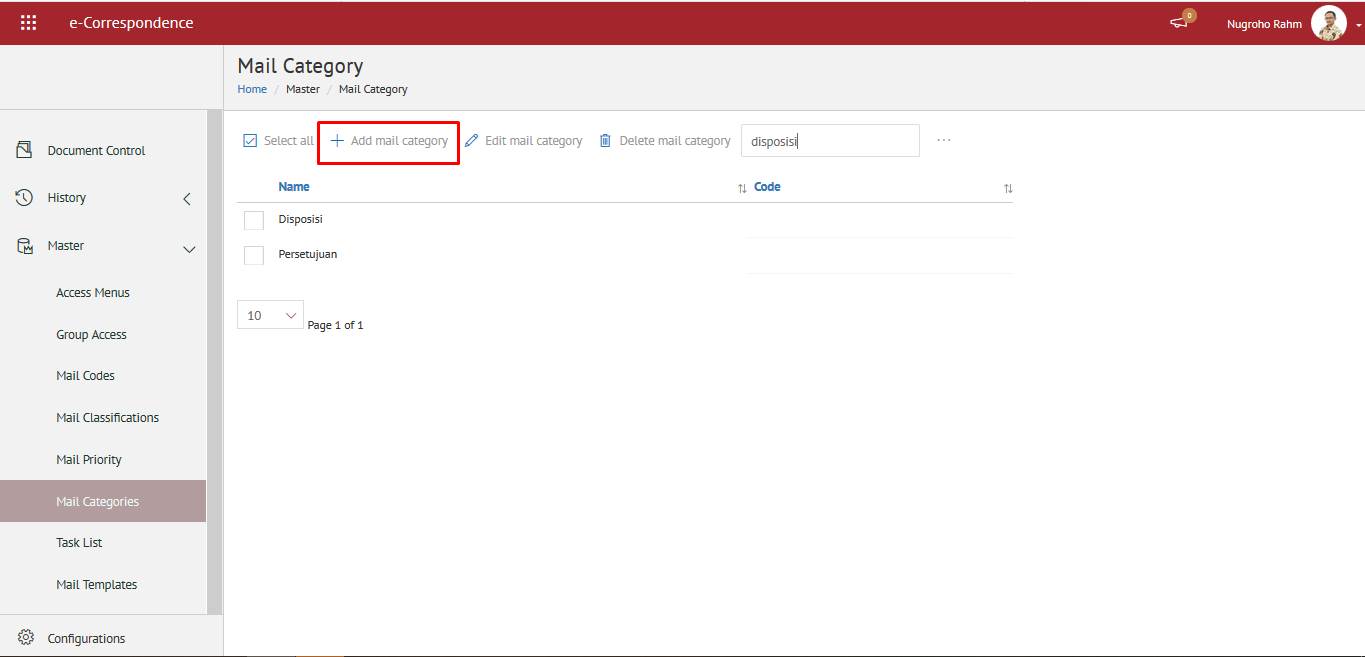 e-Correspondence
0
Nugroho Rahm
Mail Category
Home / Master / Mail Category
Select all
Add mail category
Edit mail category
Delete mail category
disposisi
...
Document Control
History
Master
Access Menus
Group Access
Mail Codes
Mail Classifications
Mail Priority
Mail Categories
Task List
Mail Templates
Configurations
Name
Code
Disposisi
Persetujuan
10
Page 1 of 1